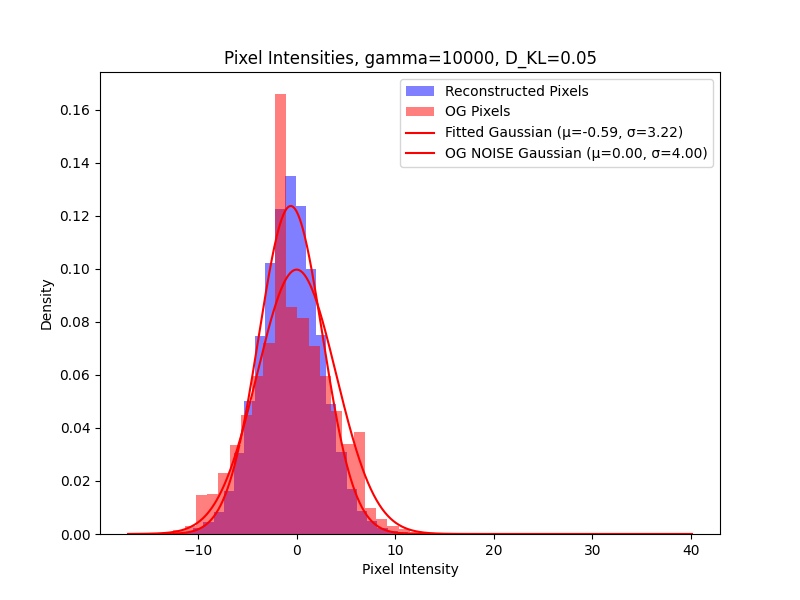 Pixel Intensities, gamma=10000, D_KL=0.05
Reconstructed Pixels
OG Pixels
Fitted Gaussian (μ=-0.59, σ=3.22)
OG NOISE Gaussian (μ=0.00, σ=4.00)
Density
0.16
0.14
0.12
0.10
0.08
0.06
0.04
0.02
0.00
−10 0 10 20 30 40
Pixel Intensity